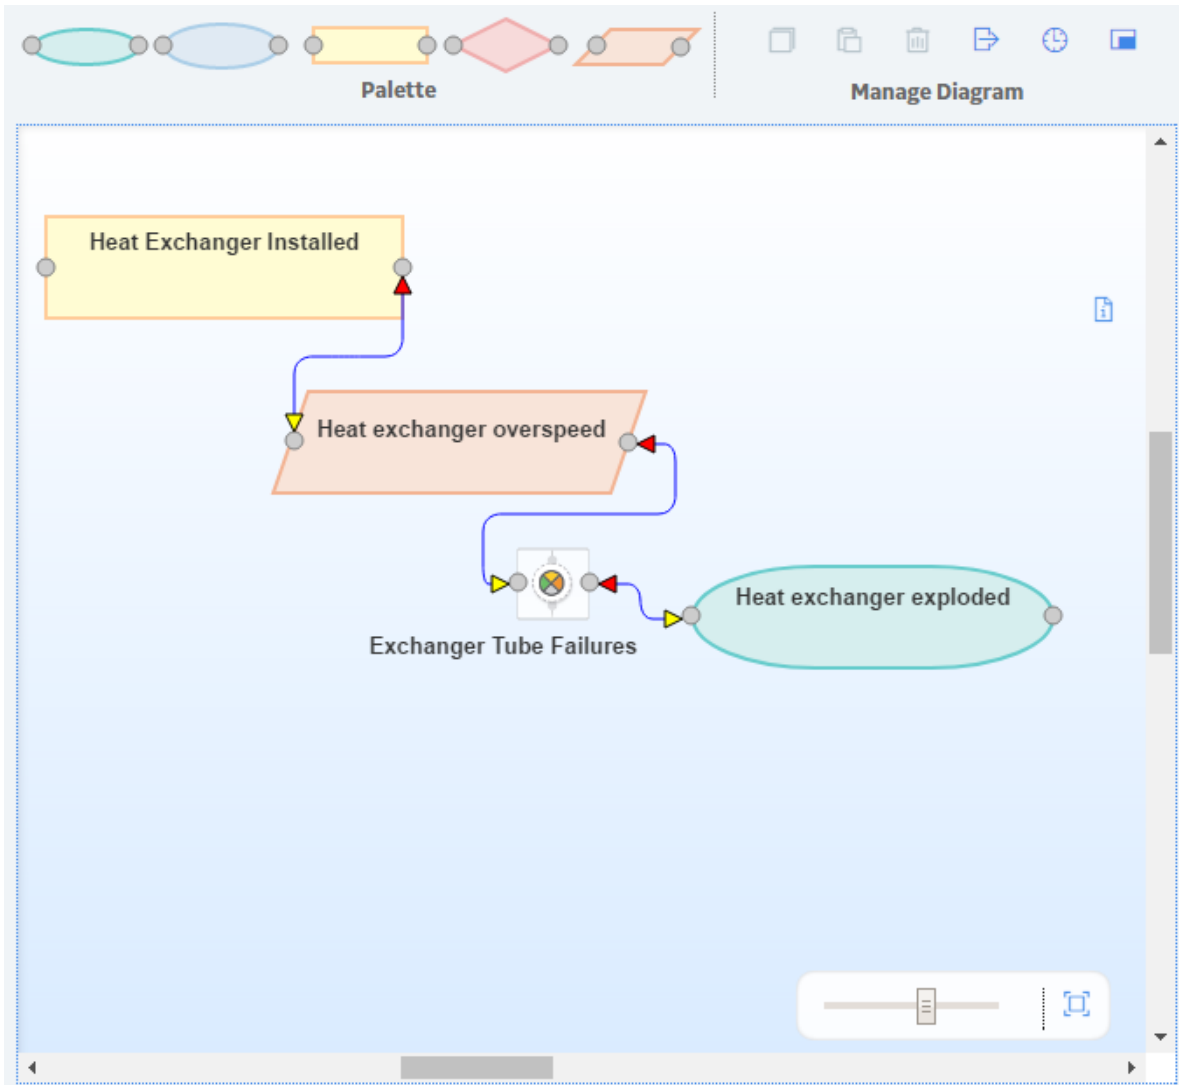 Palette
Manage Diagram
Heat Exchanger Installed
Heat exchanger overspeed
Exchanger Tube Failures
Heat exchanger exploded